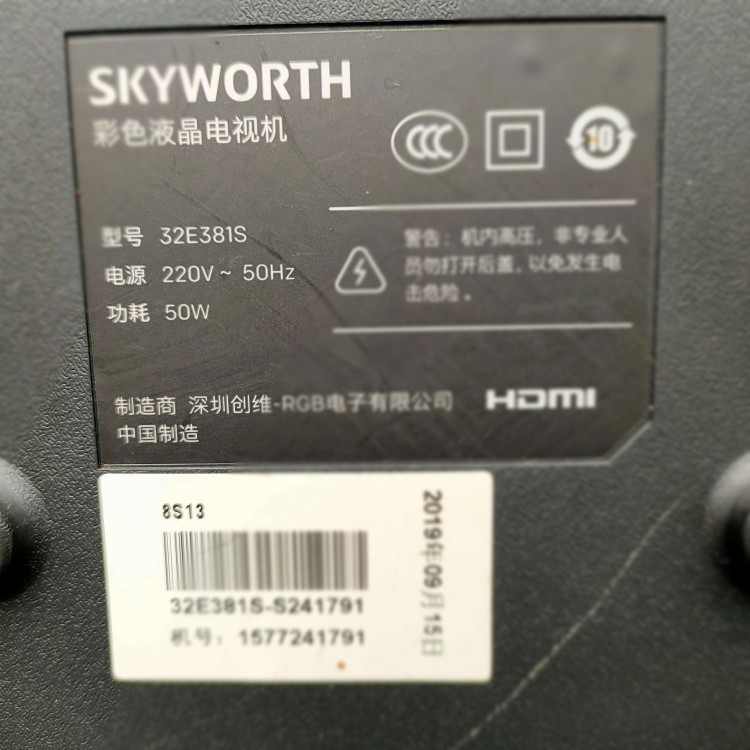 SKYWORTH
彩色液晶电视机
CCC
10
型号 32E381S
电源 220V~ 50Hz
功耗 50W
警告：机内高压，非专业人
员勿打开后盖，以免发生电
击危险。
制造商 深圳创维-RGB电子有限公司
中国制造
HDMI
8S13
32E381S-S241791
机号：1577241791
2019年09月15日